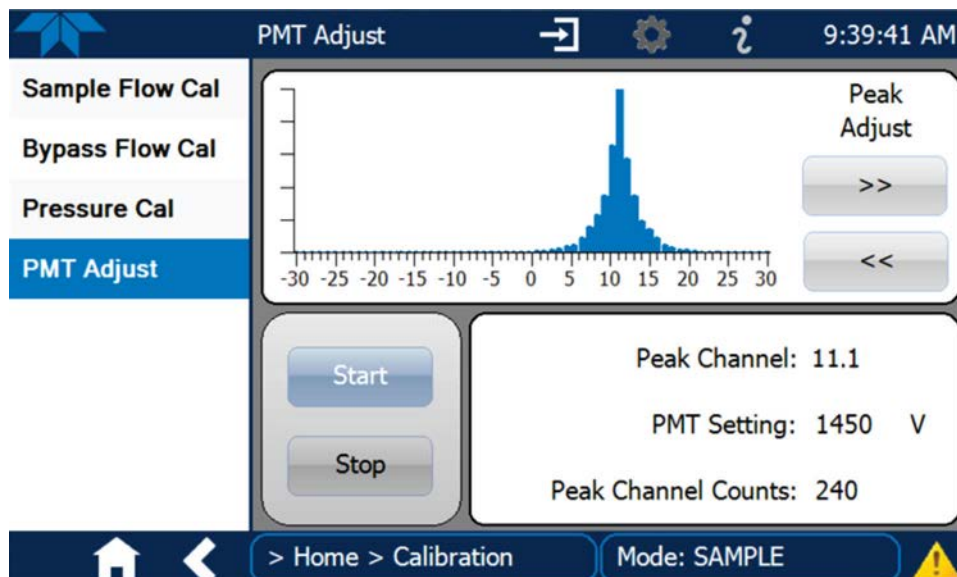 PMT Adjust
9:39:41 AM
Sample Flow Cal
Bypass Flow Cal
Pressure Cal
PMT Adjust
-30 -25 -20 -15 -10 -5 0 5 10 15 20 25 30
Peak
Adjust
>>
<<
Start
Stop
Peak Channel: 11.1
PMT Setting: 1450 V
Peak Channel Counts: 240
> Home > Calibration
Mode: SAMPLE